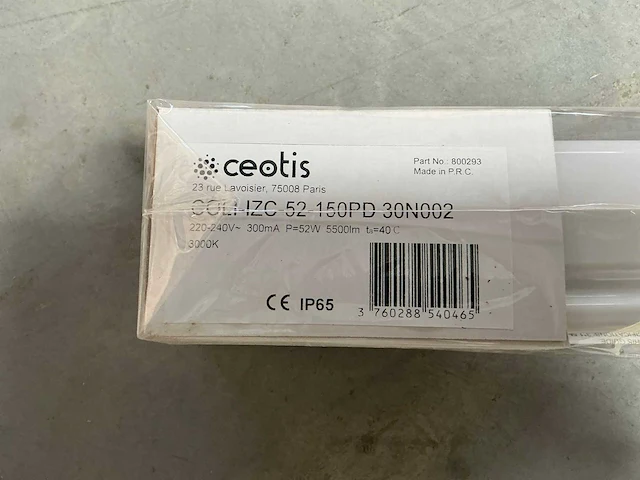 ceotis
Part No.: 800293
Made in P.R.C.
23 rue Lavoisier, 75008 Paris
52-150PD 30N002
220-240V~ 300mA P=52W 5500lm ta=40°C
3000K
CE IP65
3 760288 540465